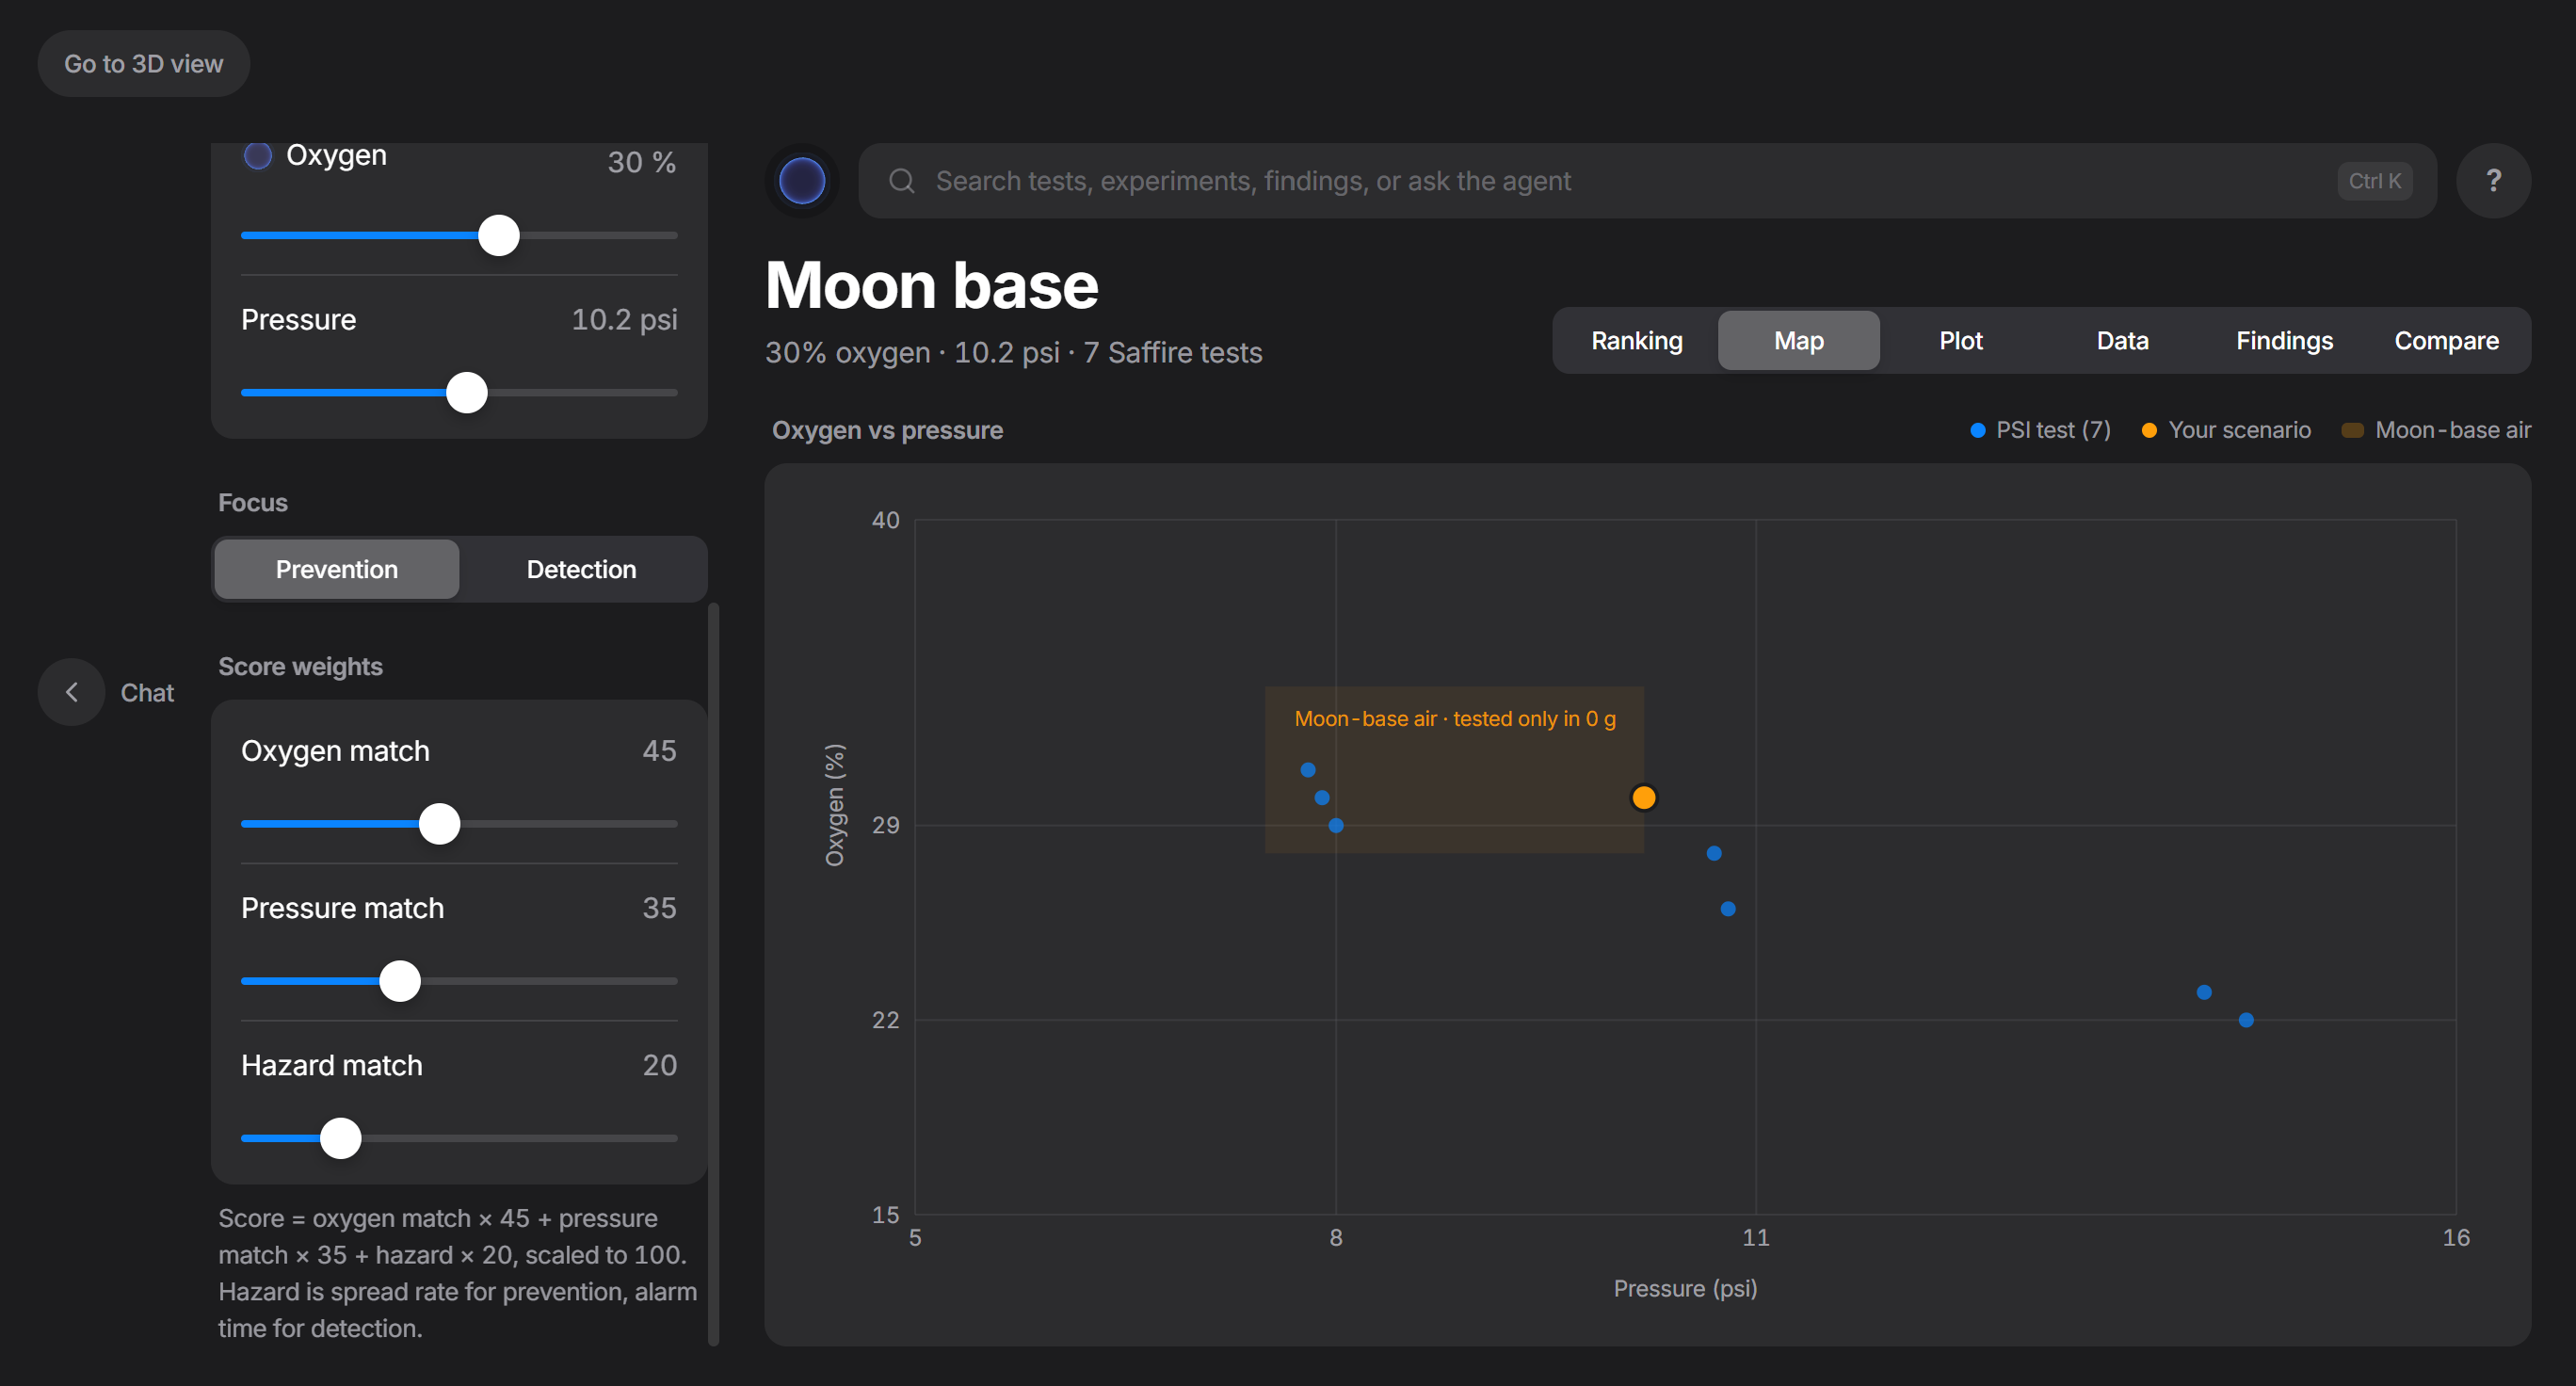 Go to 3D view
Oxygen
30 %
Pressure
10.2 psi
Focus
Prevention
Detection
Score weights
Chat
Oxygen match
45
Pressure match
35
Hazard match
20
Score = oxygen match × 45 + pressure
match × 35 + hazard × 20, scaled to 100.
Hazard is spread rate for prevention, alarm
time for detection.
Search tests, experiments, findings, or ask the agent
Ctrl K
?
Moon base
30% oxygen · 10.2 psi · 7 Saffire tests
Ranking
Map
Plot
Data
Findings
Compare
Oxygen vs pressure
PSI test (7)
Your scenario
Moon-base air
Moon-base air · tested only in 0 g
Oxygen (%)
40
29
22
15
5
8
11
16
Pressure (psi)